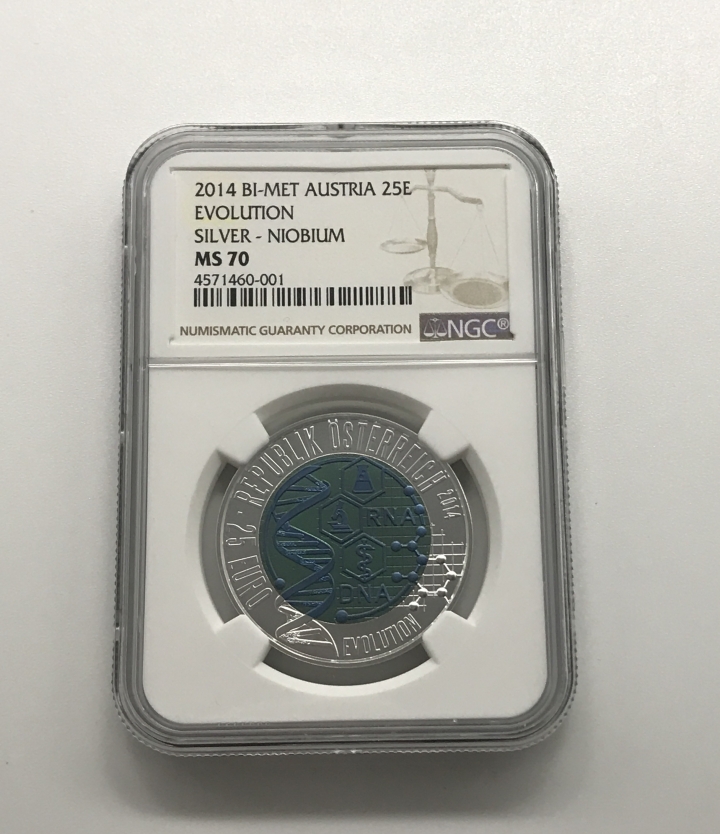 2014 BI-MET AUSTRIA 25E
EVOLUTION
SILVER - NIOBIUM
MS 70
4571460-001
NUMISMATIC GUARANTY CORPORATION
NGC®
25 EURO · REPUBLIK ÖSTERREICH 2014
RNA
DNA
EVOLUTION